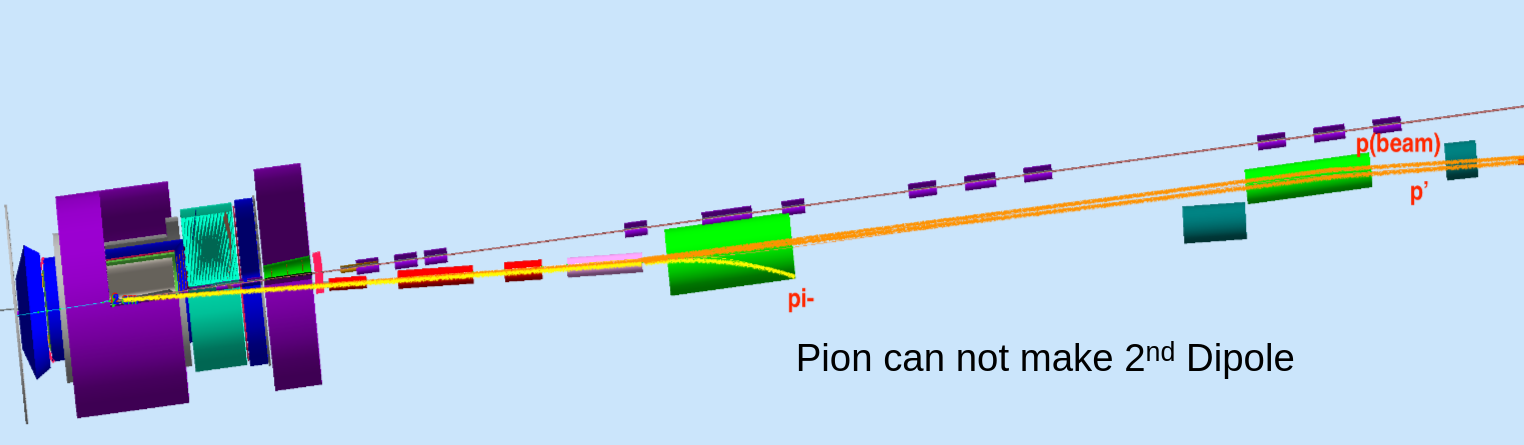 p(beam)
p’
pi-
Pion can not make 2nd Dipole